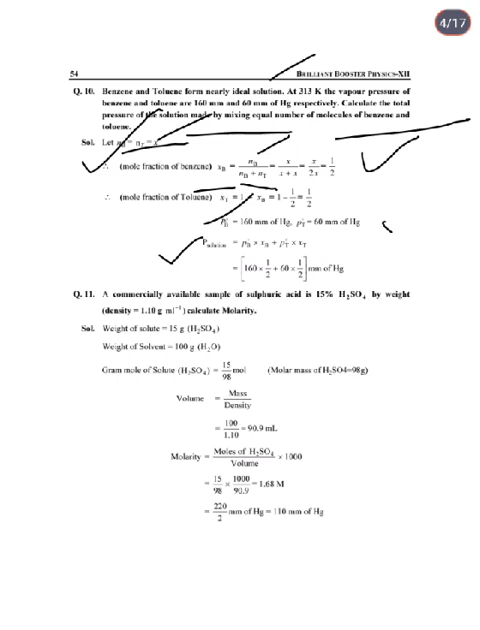 4/17
54 BRILLIANT BOOSTER PHYSICS-XII
Q. 10. Benzene and Toluene form nearly ideal solution. At 313 K the vapour pressure of
benzene and toluene are 160 mm and 60 mm of Hg respectively. Calculate the total
pressure of the solution made by mixing equal number of molecules of benzene and
toluene.
Sol. Let n_B = n_T = x
∴ (mole fraction of benzene) x_B = n_B / (n_B + n_T) = x / (x + x) = x / 2x = 1/2
∴ (mole fraction of Toluene) x_T = 1 − x_B = 1 − 1/2 = 1/2
p°_B = 160 mm of Hg, p°_T = 60 mm of Hg
P_solution = p°_B × x_B + p°_T × x_T
= [160 × 1/2 + 60 × 1/2] mm of Hg
Q. 11. A commercially available sample of sulphuric acid is 15% H₂SO₄ by weight
(density = 1.10 g ml⁻¹) calculate Molarity.
Sol. Weight of solute = 15 g (H₂SO₄)
Weight of Solvent = 100 g (H₂O)
Gram mole of Solute (H₂SO₄) = 15/98 mol (Molar mass of H₂SO4=98g)
Volume = Mass / Density
= 100 / 1.10 = 90.9 mL
Molarity = Moles of H₂SO₄ / Volume × 1000
= 15/98 × 1000/90.9 = 1.68 M
= 220/2 mm of Hg = 110 mm of Hg